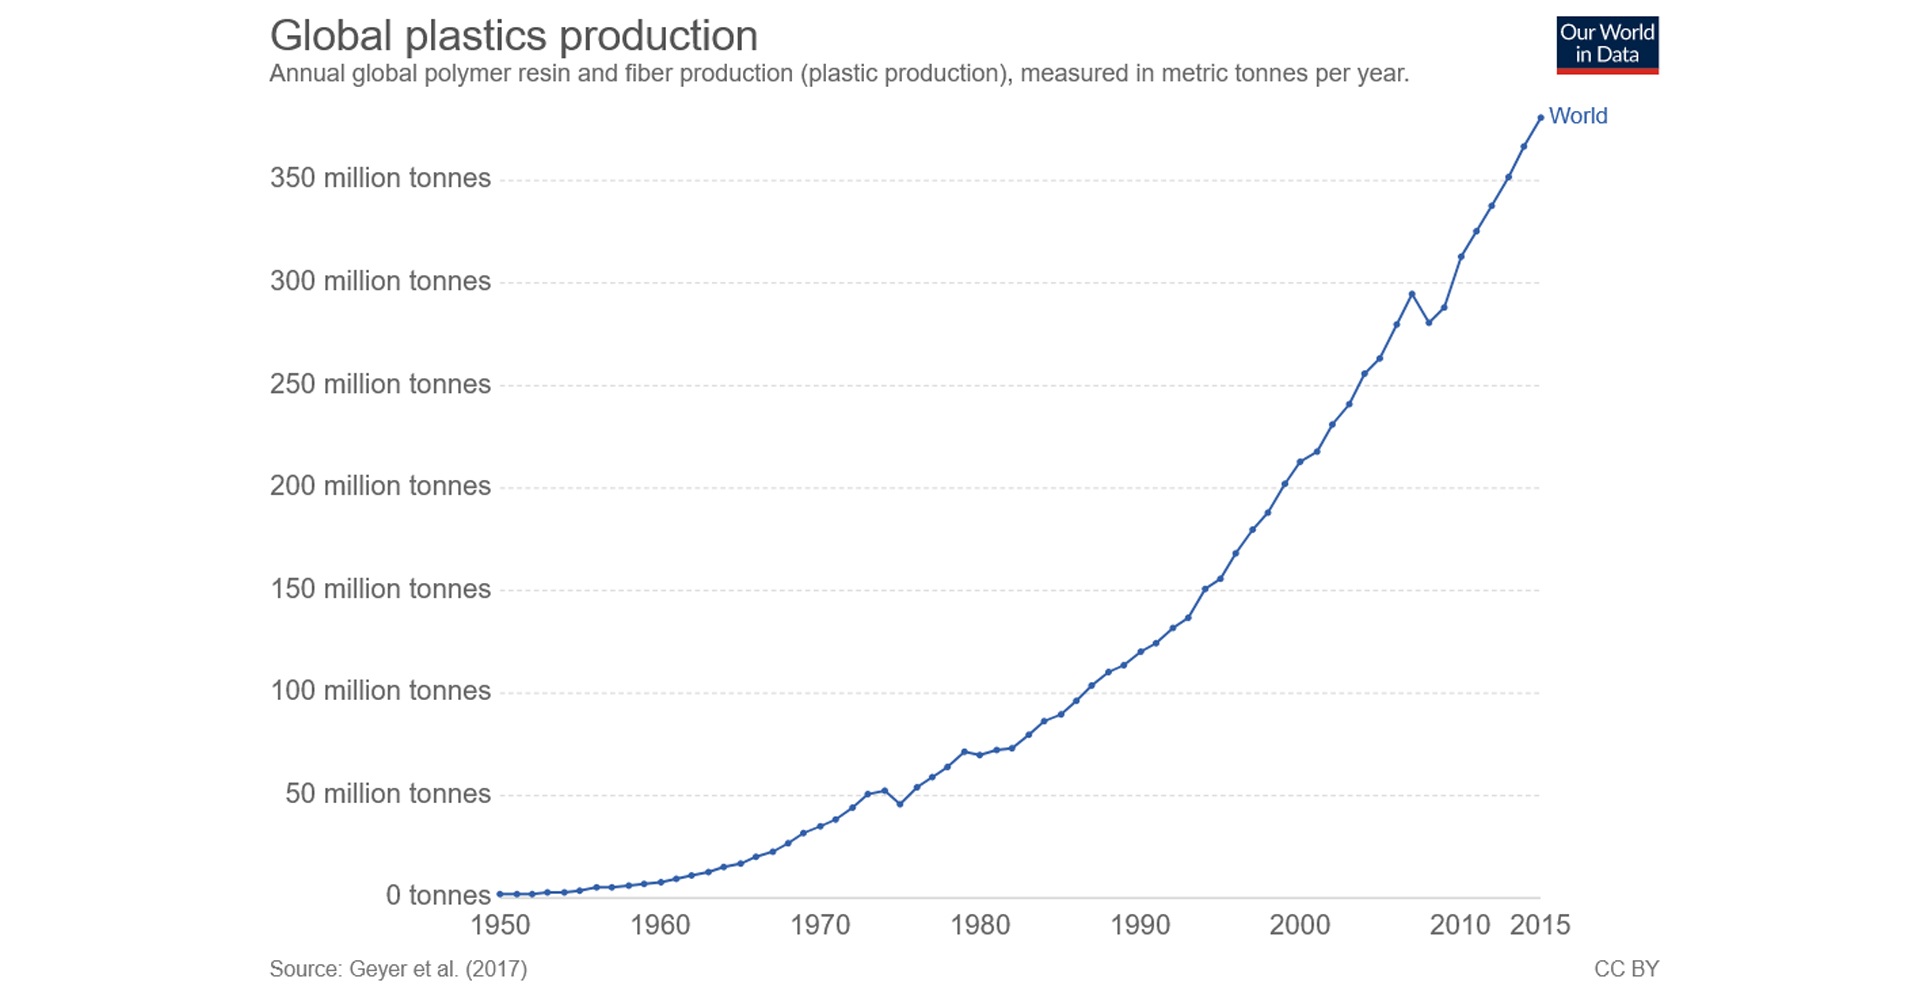 Global plastics production
Annual global polymer resin and fiber production (plastic production), measured in metric tonnes per year.
Our World
in Data
World
350 million tonnes
300 million tonnes
250 million tonnes
200 million tonnes
150 million tonnes
100 million tonnes
50 million tonnes
0 tonnes
1950 1960 1970 1980 1990 2000 2010 2015
Source: Geyer et al. (2017)
CC BY